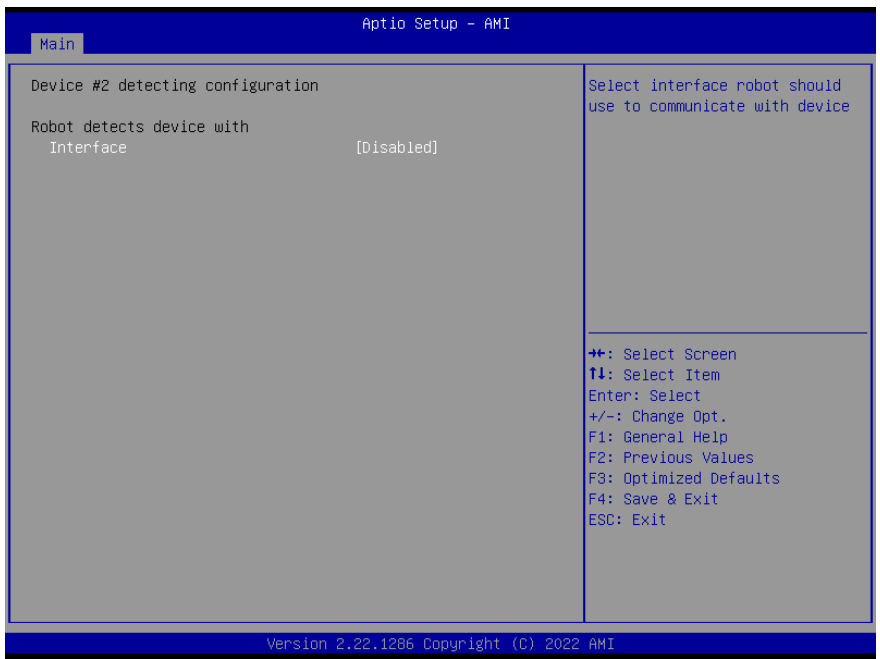 Aptio Setup – AMI
Main
Device #2 detecting configuration
Robot detects device with
Interface [Disabled]
Select interface robot should
use to communicate with device
→←: Select Screen
↑↓: Select Item
Enter: Select
+/-: Change Opt.
F1: General Help
F2: Previous Values
F3: Optimized Defaults
F4: Save & Exit
ESC: Exit
Version 2.22.1286 Copyright (C) 2022 AMI